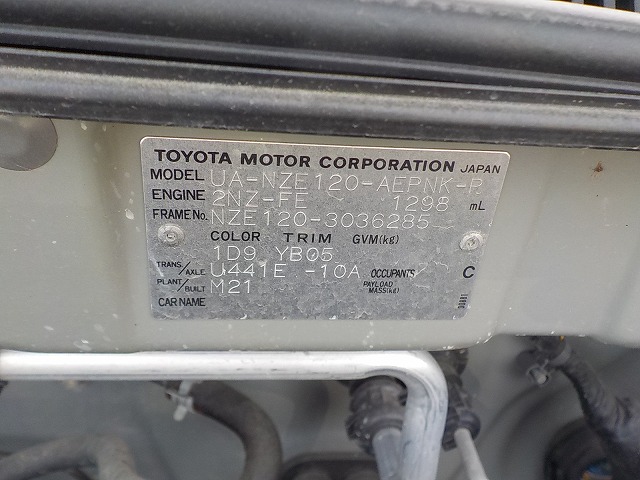 TOYOTA MOTOR CORPORATION JAPAN
MODEL UA-NZE120-AEPNK-R
ENGINE 2NZ-FE 1298 mL
FRAME No. NZE120-3036285
COLOR TRIM GVM(kg)
1D9 YB05
TRANS./AXLE U441E -10A OCCUPANTS C
PLANT/BUILT M21 PAYLOAD MASS(kg)
CAR NAME